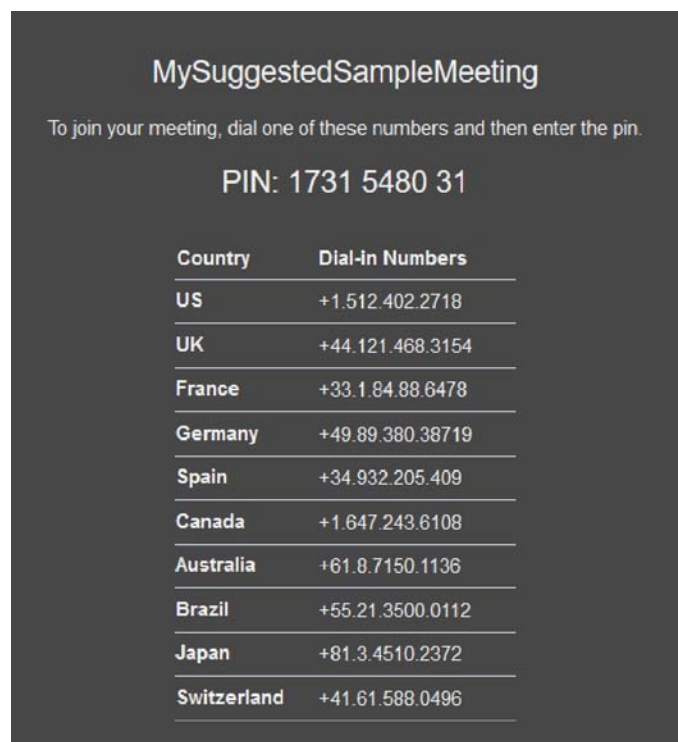 MySuggestedSampleMeeting
To join your meeting, dial one of these numbers and then enter the pin.
PIN: 1731 5480 31
Country Dial-in Numbers
US +1.512.402.2718
UK +44.121.468.3154
France +33.1.84.88.6478
Germany +49.89.380.38719
Spain +34.932.205.409
Canada +1.647.243.6108
Australia +61.8.7150.1136
Brazil +55.21.3500.0112
Japan +81.3.4510.2372
Switzerland +41.61.588.0496